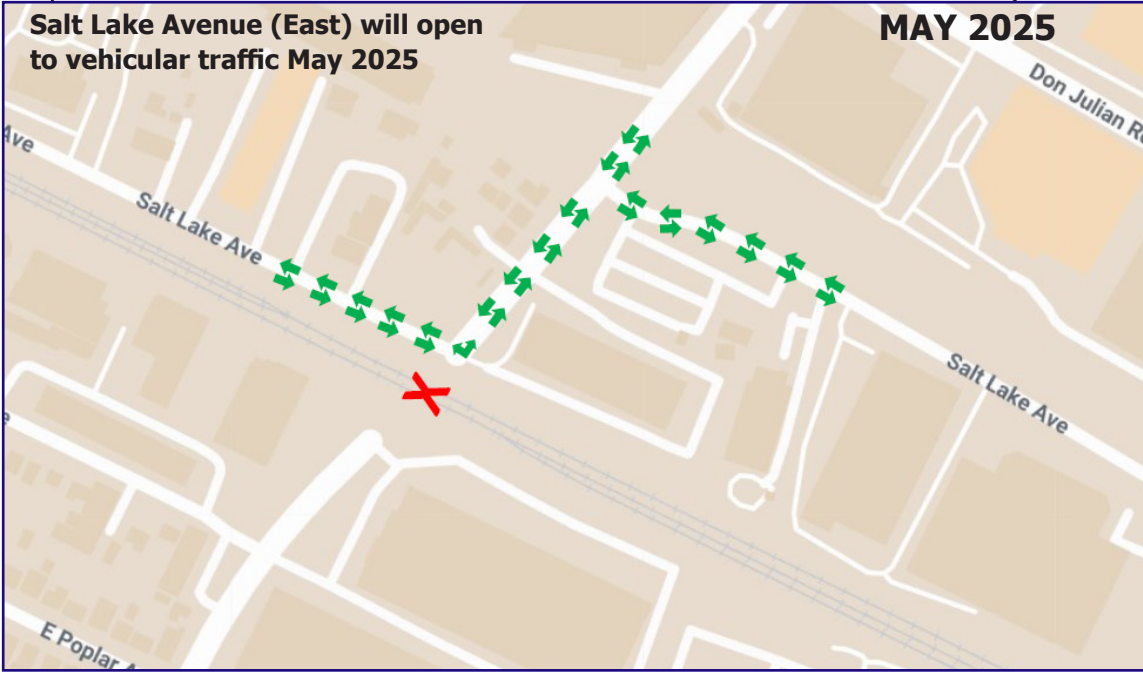 Salt Lake Avenue (East) will open
to vehicular traffic May 2025
MAY 2025
Don Julian
Ave
Salt Lake Ave
Salt Lake Ave
E Poplar